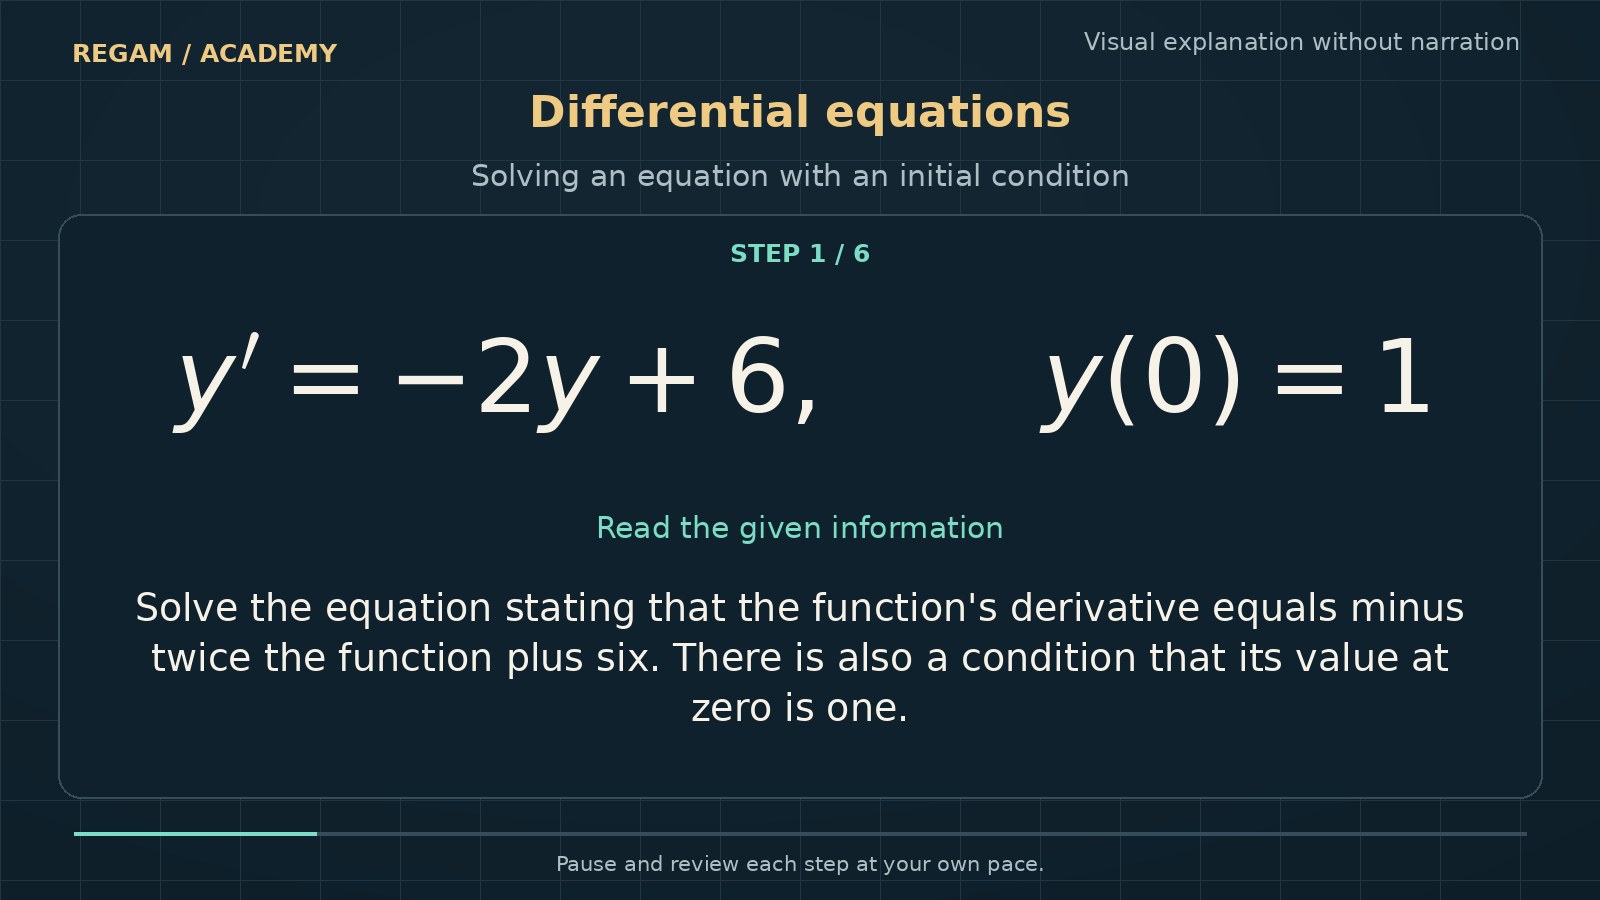 REGAM / ACADEMY
Visual explanation without narration
Differential equations
Solving an equation with an initial condition
STEP 1 / 6
y′ = −2y + 6,   y(0) = 1
Read the given information
Solve the equation stating that the function's derivative equals minus
twice the function plus six. There is also a condition that its value at
zero is one.
Pause and review each step at your own pace.